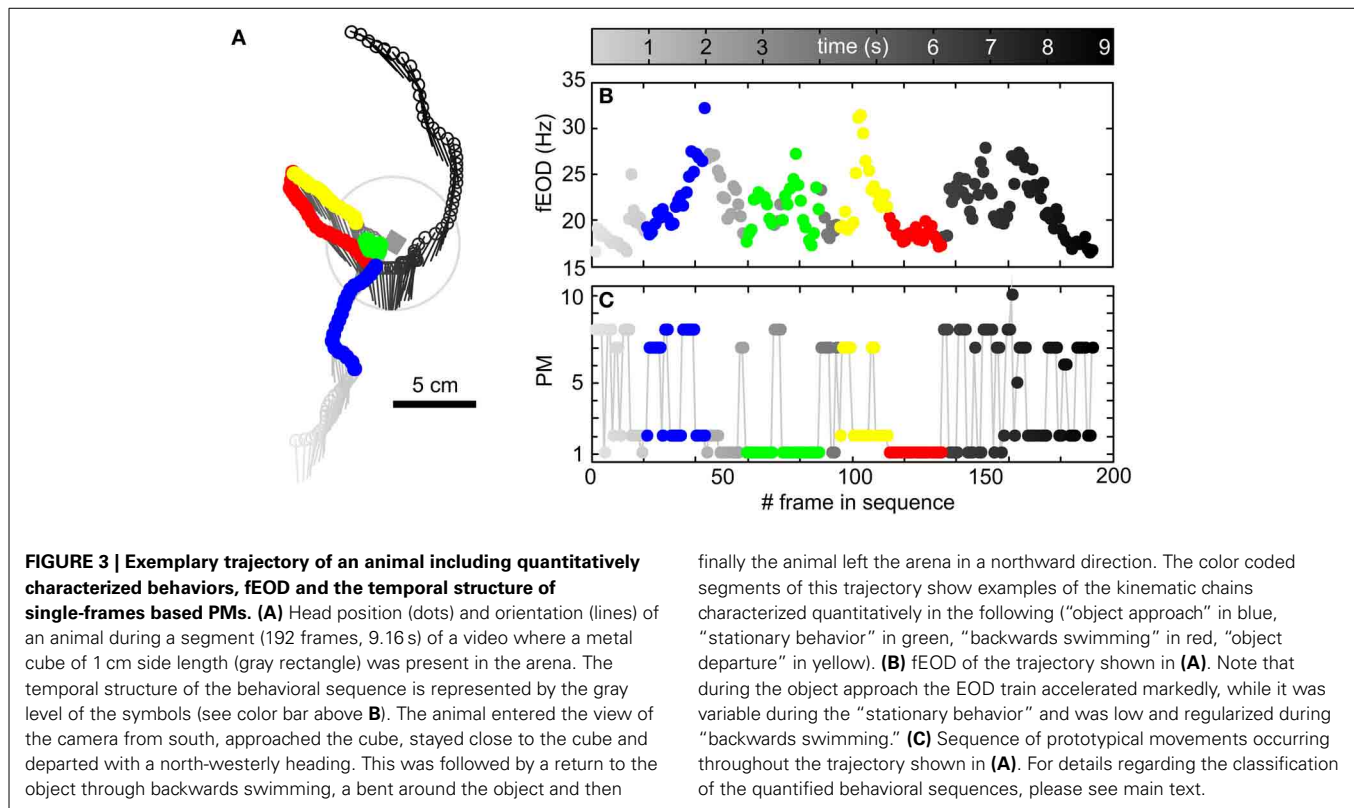 A
5 cm
1 2 3 time (s) 6 7 8 9
B
fEOD (Hz)
35
30
25
20
15
C
PM
10
5
1
0 50 100 150 200
# frame in sequence
FIGURE 3 | Exemplary trajectory of an animal including quantitatively
characterized behaviors, fEOD and the temporal structure of
single-frames based PMs. (A) Head position (dots) and orientation (lines) of
an animal during a segment (192 frames, 9.16 s) of a video where a metal
cube of 1 cm side length (gray rectangle) was present in the arena. The
temporal structure of the behavioral sequence is represented by the gray
level of the symbols (see color bar above B). The animal entered the view of
the camera from south, approached the cube, stayed close to the cube and
departed with a north-westerly heading. This was followed by a return to the
object through backwards swimming, a bent around the object and then
finally the animal left the arena in a northward direction. The color coded
segments of this trajectory show examples of the kinematic chains
characterized quantitatively in the following ("object approach" in blue,
"stationary behavior" in green, "backwards swimming" in red, "object
departure" in yellow). (B) fEOD of the trajectory shown in (A). Note that
during the object approach the EOD train accelerated markedly, while it was
variable during the "stationary behavior" and was low and regularized during
"backwards swimming." (C) Sequence of prototypical movements occurring
throughout the trajectory shown in (A). For details regarding the classification
of the quantified behavioral sequences, please see main text.